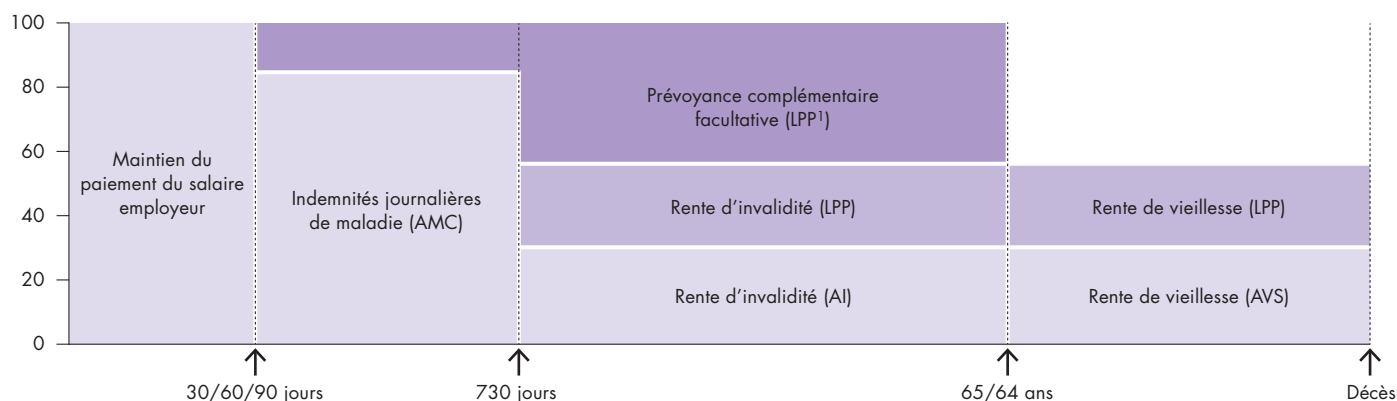 100
80
60
40
20
0
Maintien du
paiement du salaire
employeur
Indemnités journalières
de maladie (AMC)
Prévoyance complémentaire
facultative (LPP¹)
Rente d'invalidité (LPP)
Rente d'invalidité (AI)
Rente de vieillesse (LPP)
Rente de vieillesse (AVS)
30/60/90 jours
730 jours
65/64 ans
Décès